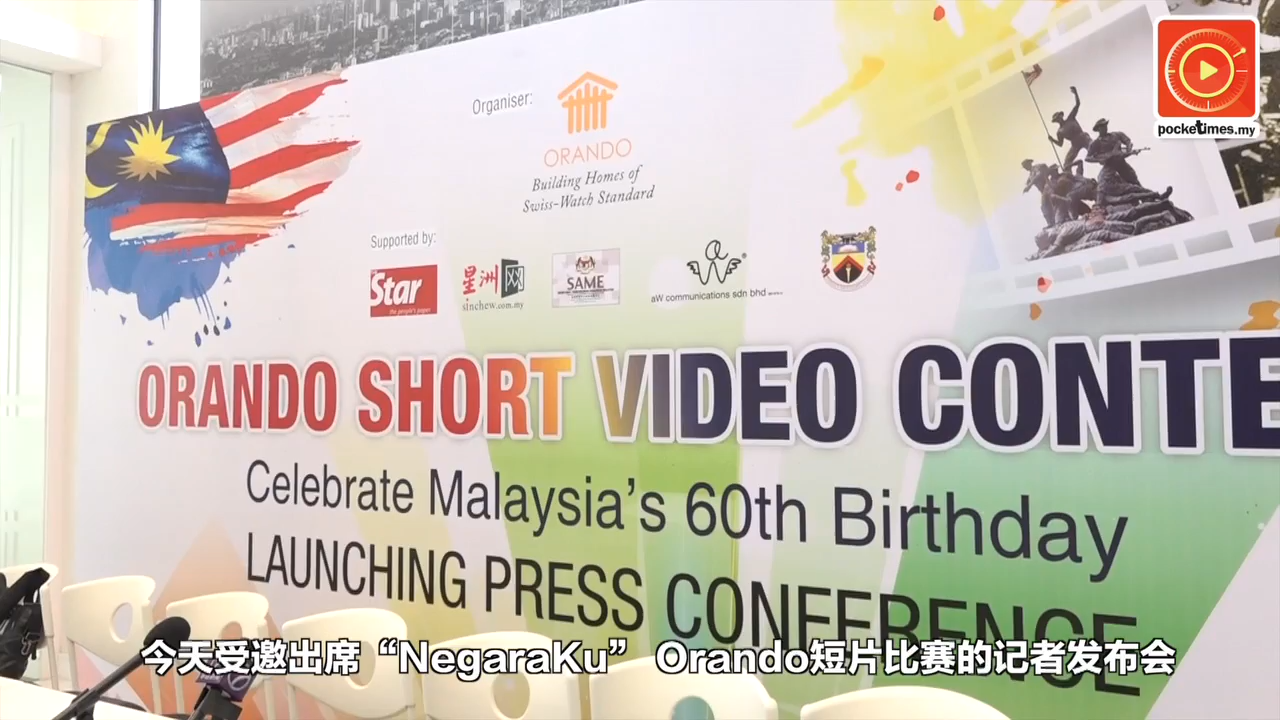 pocketimes.my
Organiser:
ORANDO
Building Homes of
Swiss-Watch Standard
Supported by:
Star
the people's paper
星洲网
sinchew.com.my
SAME
aW communications sdn bhd
ORANDO SHORT VIDEO CONTE
Celebrate Malaysia's 60th Birthday
LAUNCHING PRESS CONFERENCE
今天受邀出席“NegaraKu” Orando短片比赛的记者发布会